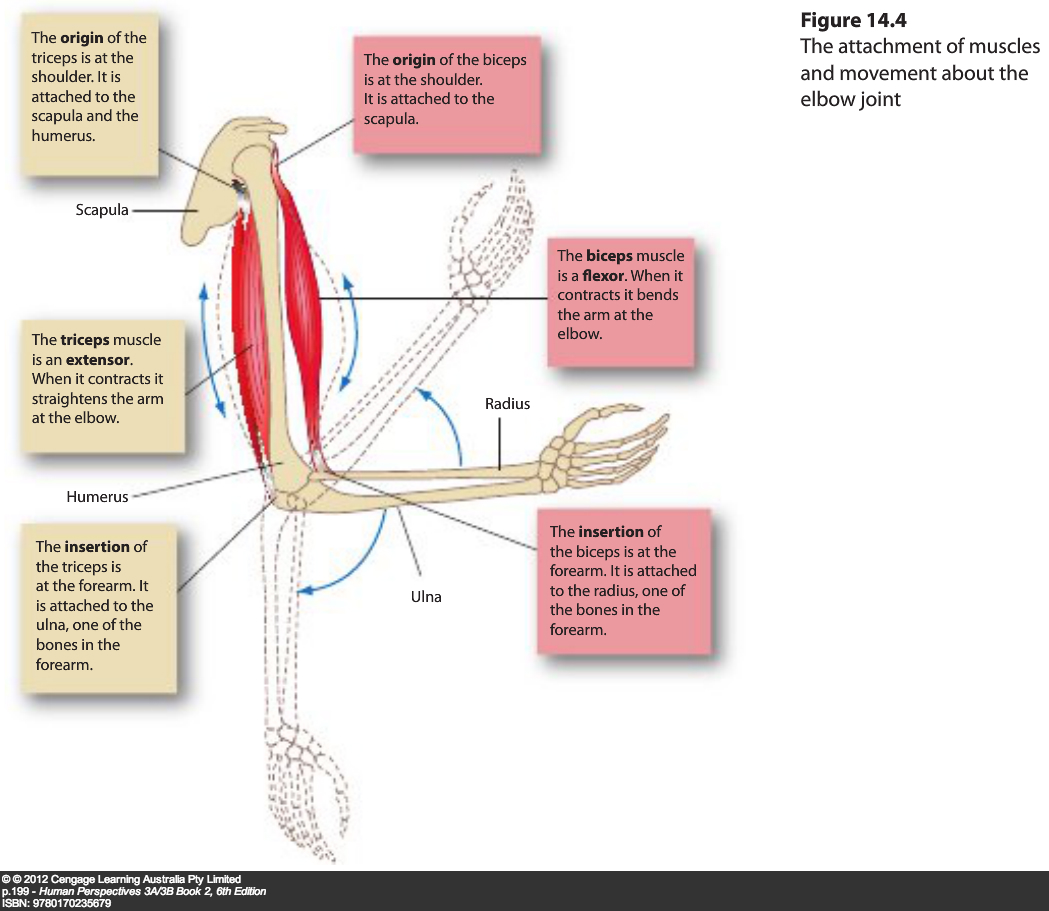 Figure 14.4
The attachment of muscles
and movement about the
elbow joint
The origin of the
triceps is at the
shoulder. It is
attached to the
scapula and the
humerus.
The origin of the biceps
is at the shoulder.
It is attached to the
scapula.
Scapula
The biceps muscle
is a flexor. When it
contracts it bends
the arm at the
elbow.
The triceps muscle
is an extensor.
When it contracts it
straightens the arm
at the elbow.
Radius
Humerus
The insertion of
the triceps is
at the forearm. It
is attached to the
ulna, one of the
bones in the
forearm.
Ulna
The insertion of
the biceps is at the
forearm. It is attached
to the radius, one of
the bones in the
forearm.
© © 2012 Cengage Learning Australia Pty Limited
p.199 - Human Perspectives 3A/3B Book 2, 6th Edition
ISBN: 9780170235679